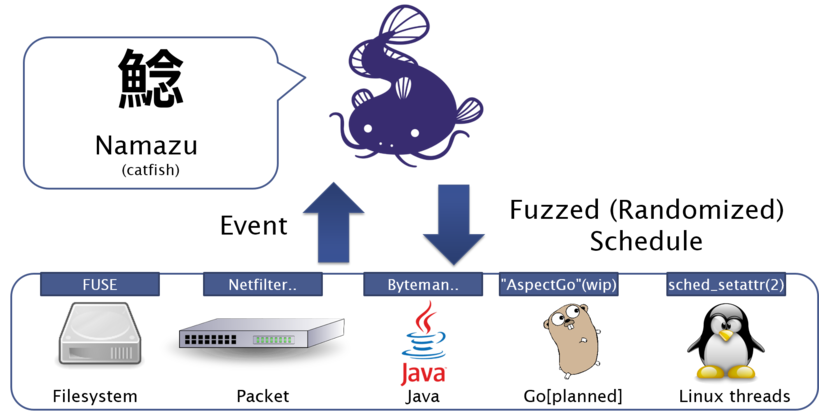 鯰
Namazu
(catfish)
Event
Fuzzed (Randomized)
Schedule
FUSE
Netfilter..
Byteman..
"AspectGo"(wip)
sched_setattr(2)
Java
Filesystem
Packet
Java
Go[planned]
Linux threads